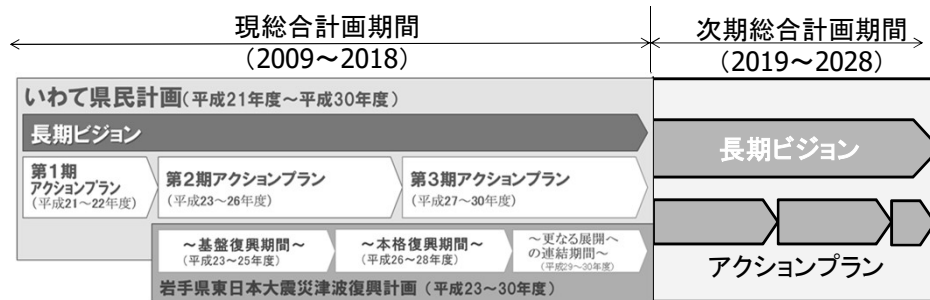 現総合計画期間
（2009～2018）
次期総合計画期間
（2019～2028）
いわて県民計画（平成21年度～平成30年度）
長期ビジョン
長期ビジョン
第1期
アクションプラン
（平成21～22年度）
第2期アクションプラン
（平成23～26年度）
第3期アクションプラン
（平成27～30年度）
～基盤復興期間～
（平成23～25年度）
～本格復興期間～
（平成26～28年度）
～更なる展開へ
の連結期間～
（平成29～30年度）
アクションプラン
岩手県東日本大震災津波復興計画（平成23～30年度）